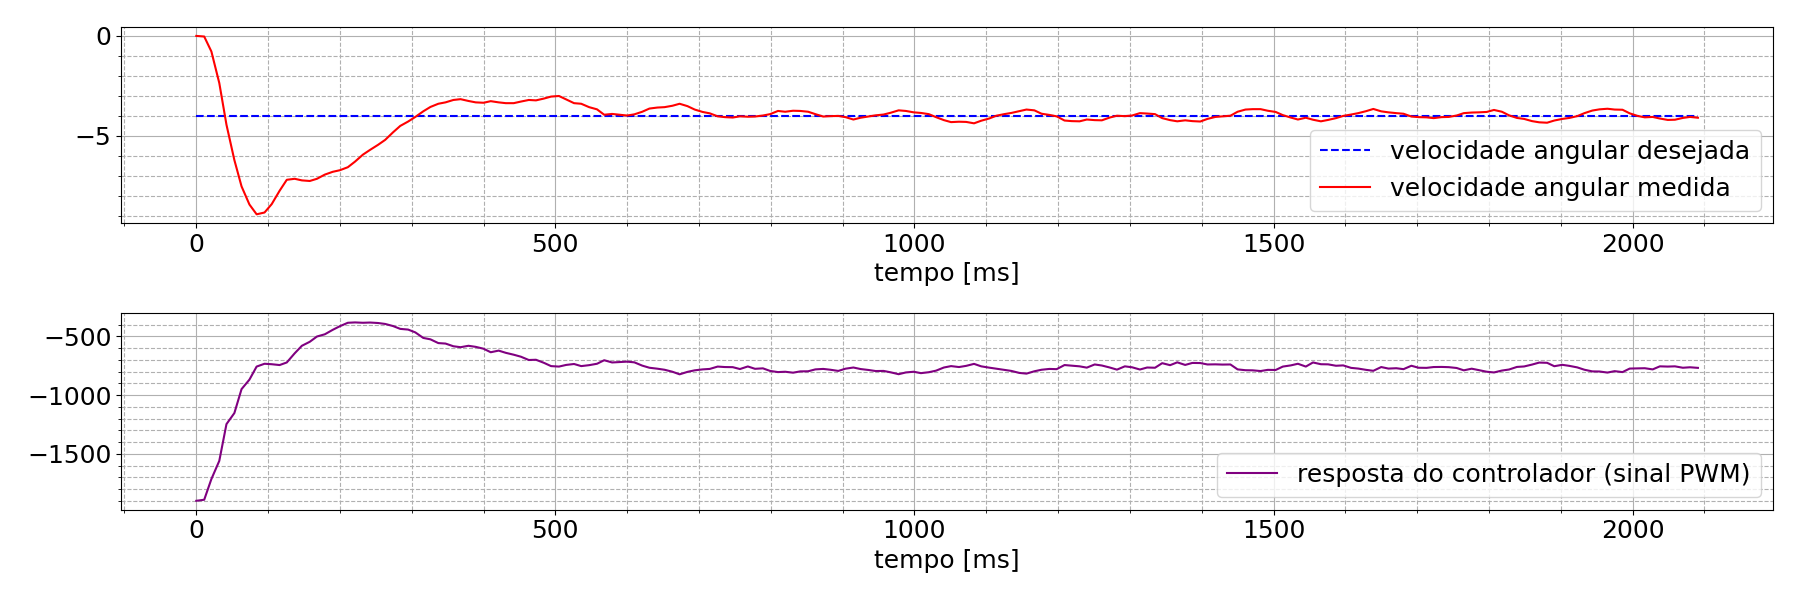 0
−5
velocidade angular desejada
velocidade angular medida
0 500 1000 1500 2000
tempo [ms]
−500
−1000
−1500
resposta do controlador (sinal PWM)
0 500 1000 1500 2000
tempo [ms]